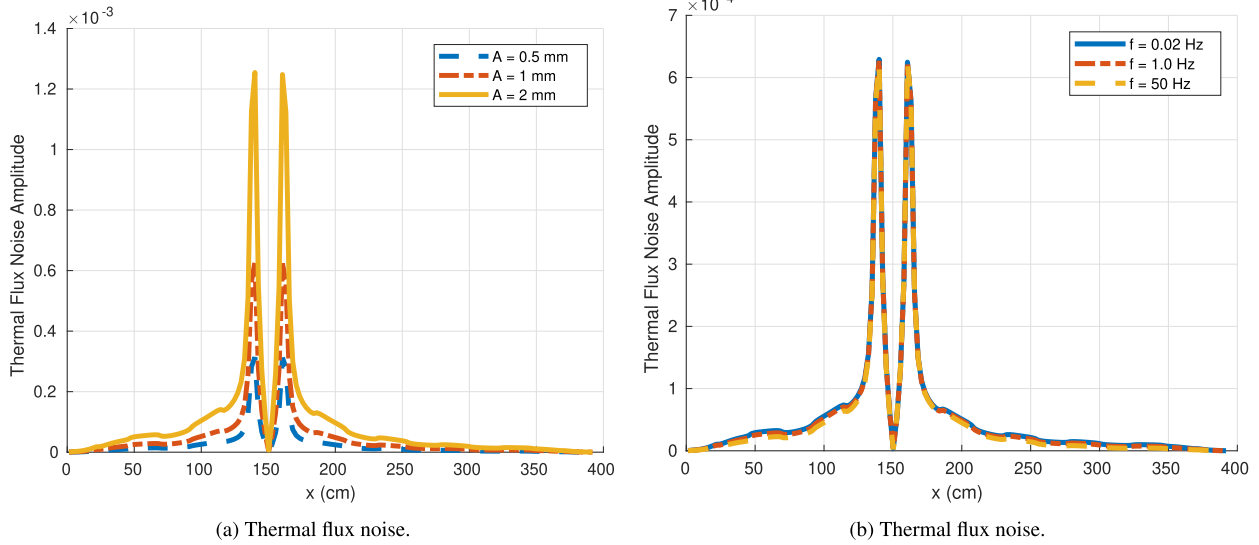 ×10⁻³
1.4
1.2
1
0.8
0.6
0.4
0.2
0
0 50 100 150 200 250 300 350 400
Thermal Flux Noise Amplitude
x (cm)
A = 0.5 mm
A = 1 mm
A = 2 mm
(a) Thermal flux noise.
7
6
5
4
3
2
1
0
0 50 100 150 200 250 300 350 400
Thermal Flux Noise Amplitude
x (cm)
f = 0.02 Hz
f = 1.0 Hz
f = 50 Hz
(b) Thermal flux noise.